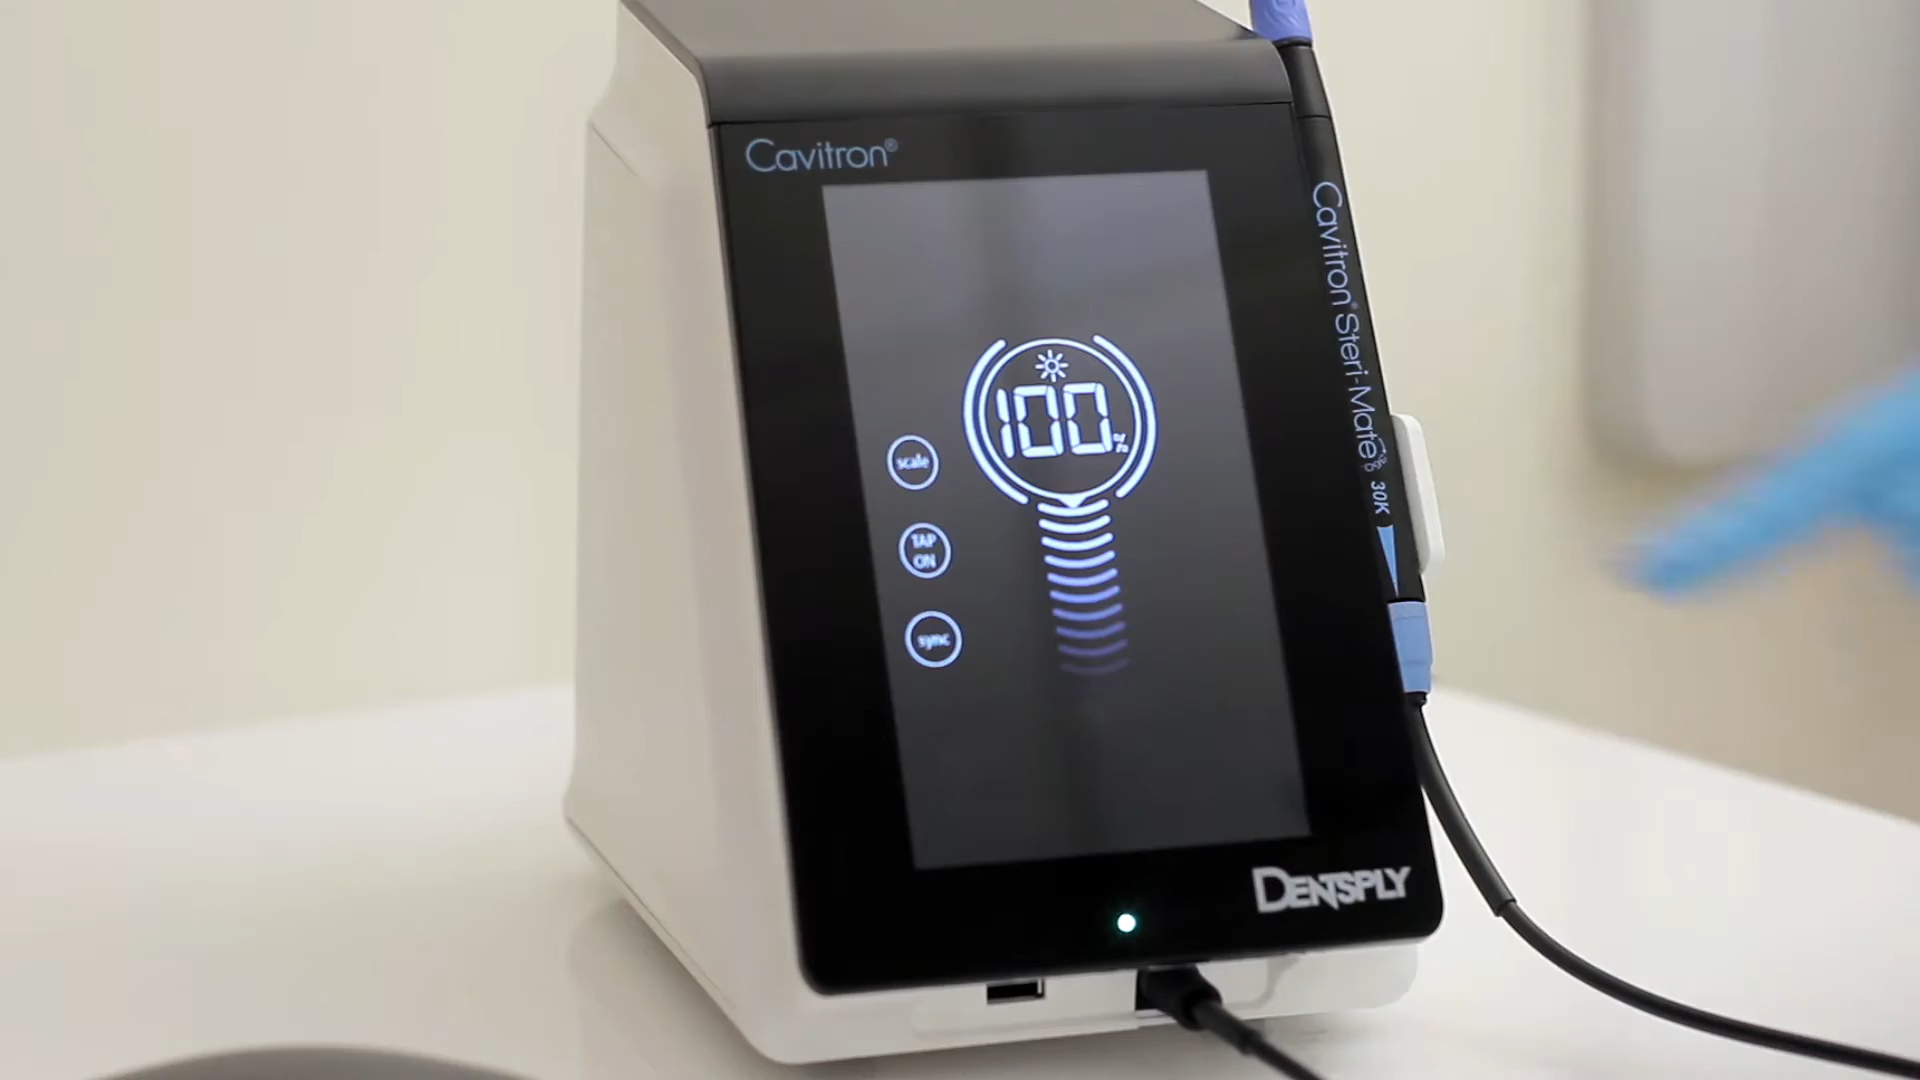 Cavitron®
100%
scale
TAP
ON
sync
Cavitron® Steri-Mate® 30K
DENTSPLY